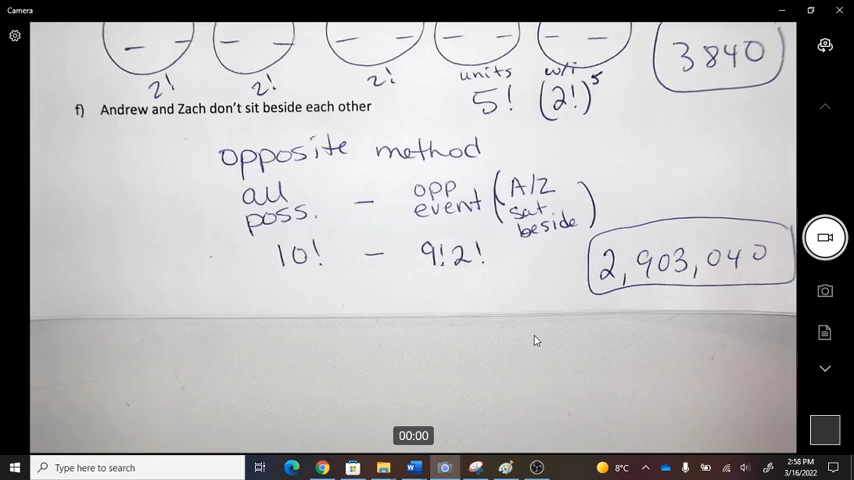 Camera
2! 2! 2! units w/i
5! (2!)⁵
3840
f) Andrew and Zach don't sit beside each other
opposite method
all poss. — opp event (A/Z sat beside)
10! — 9!2!
2,903,040
00:00
Type here to search
8°C
2:58 PM
3/16/2022